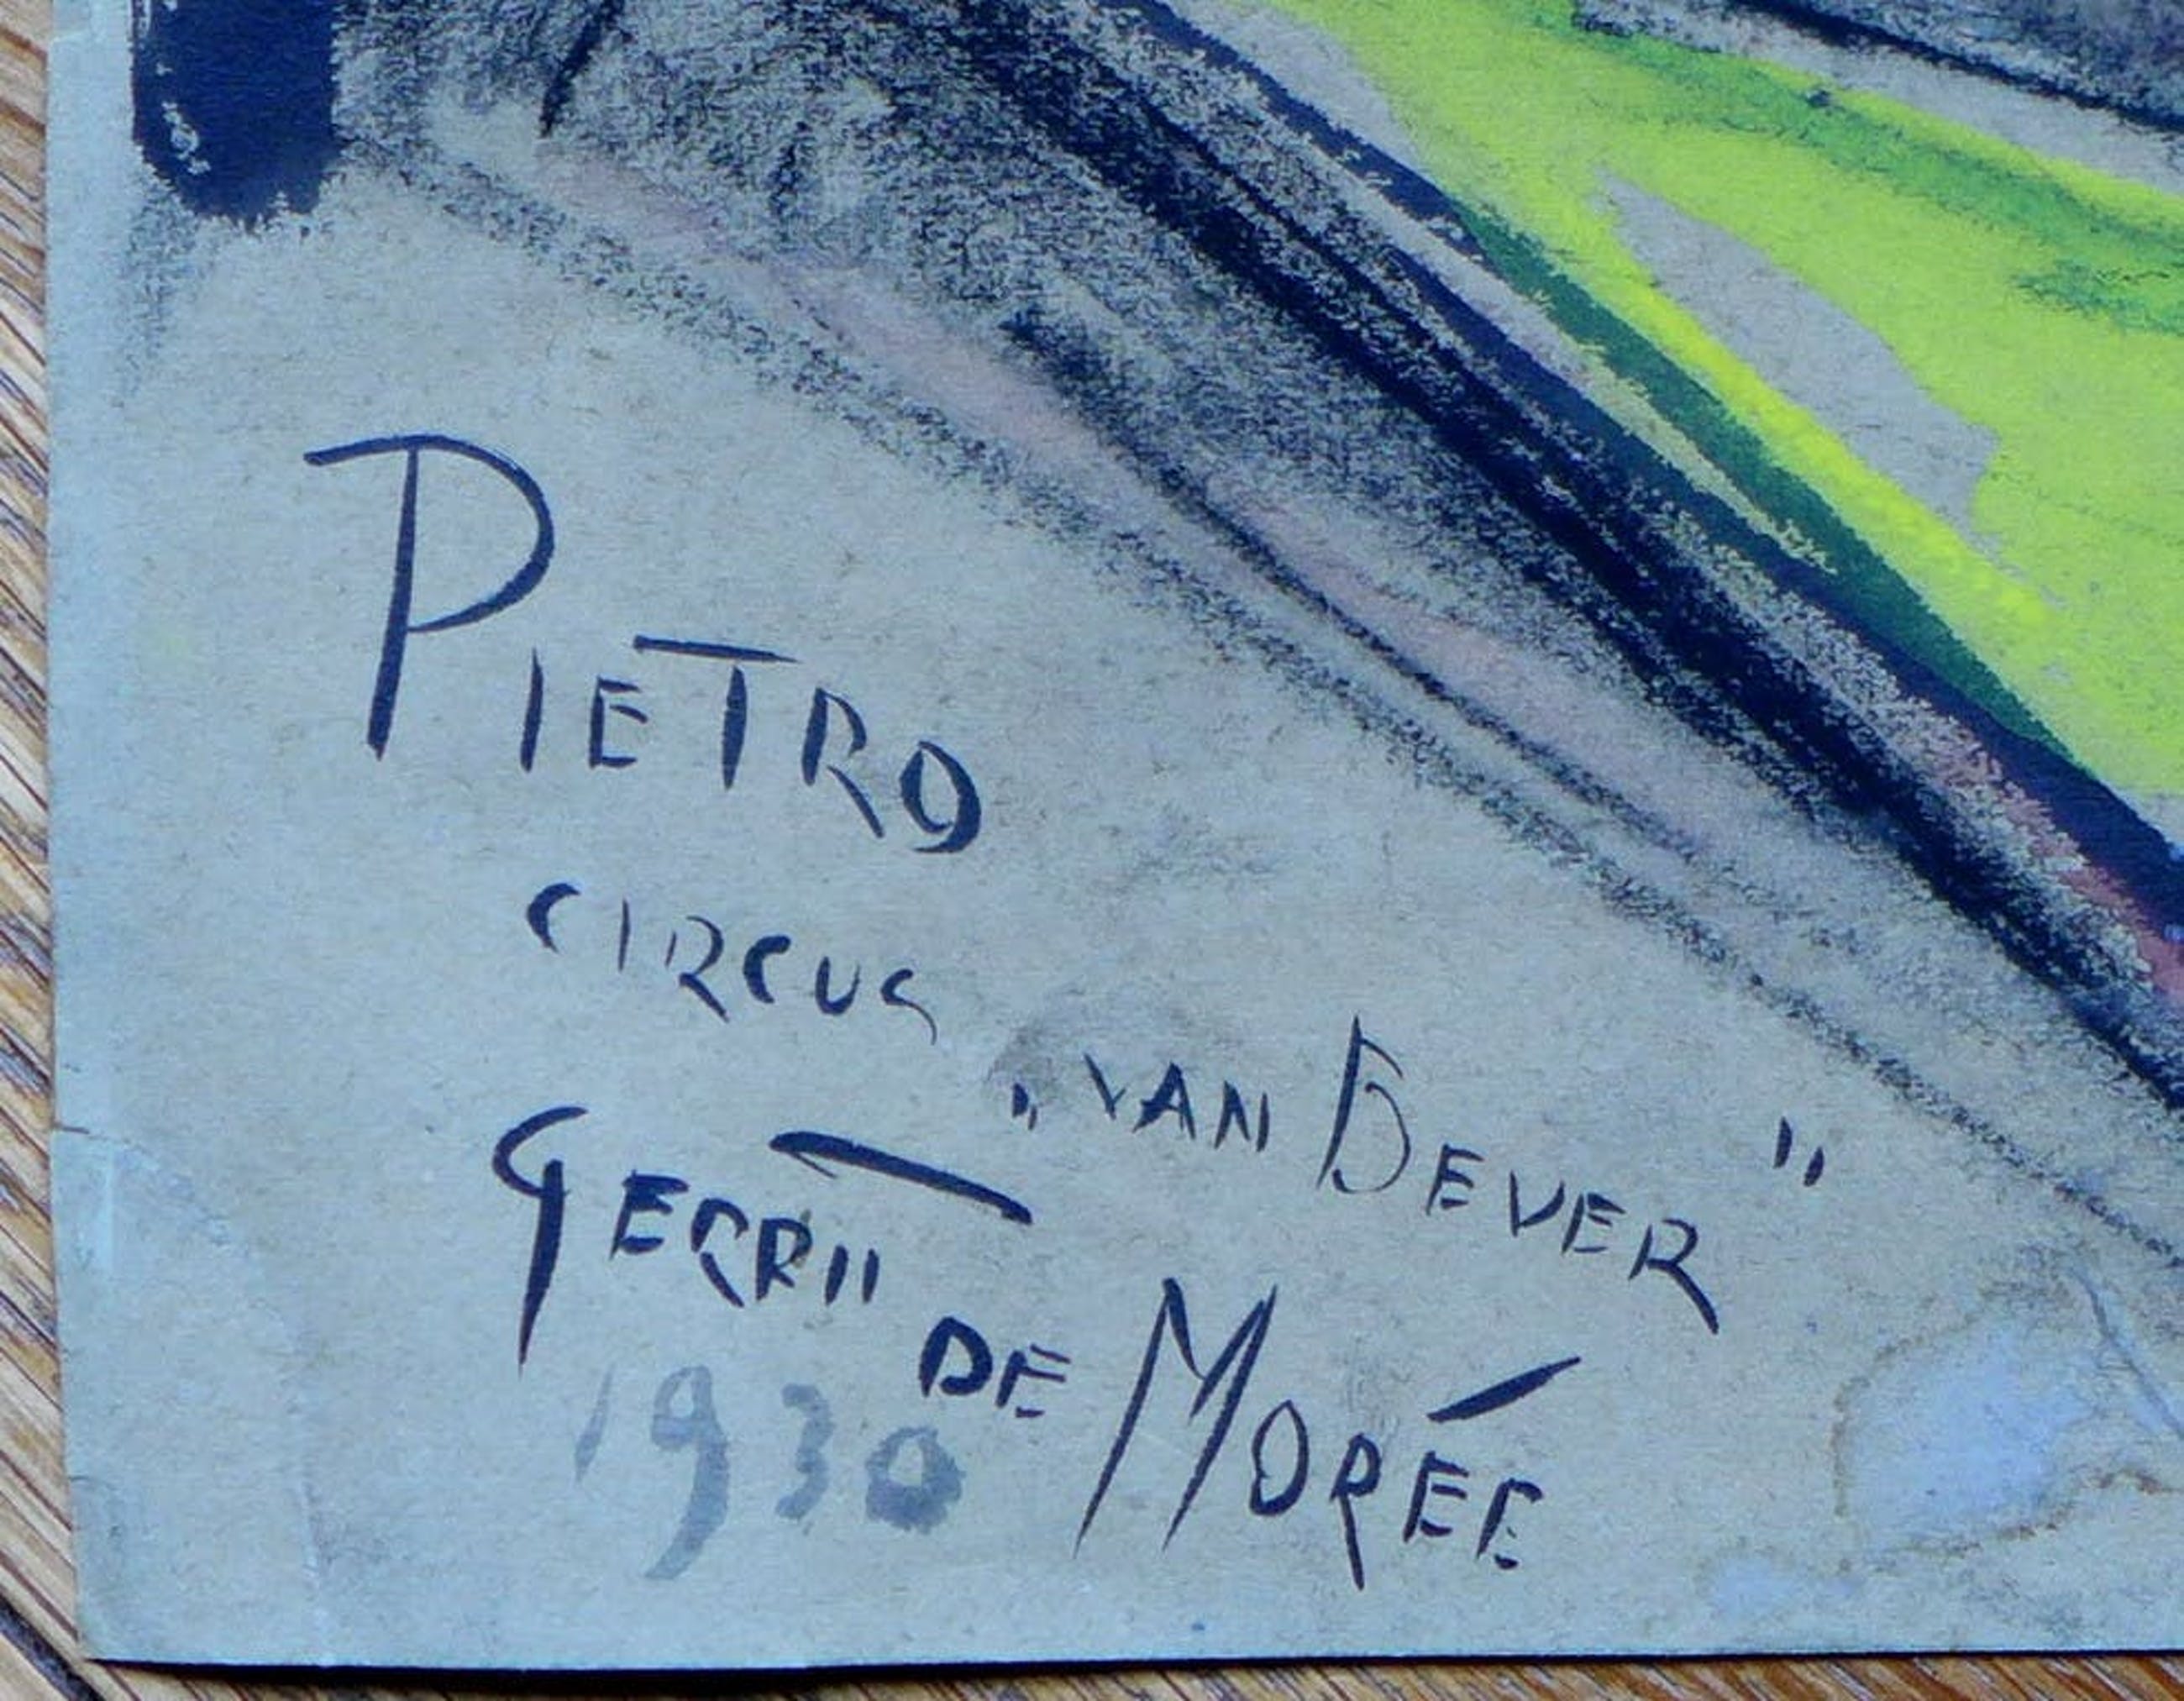 PIETRO
CIRCUS
„VAN BEVER"
GERRIT
DE MORÉE
1930